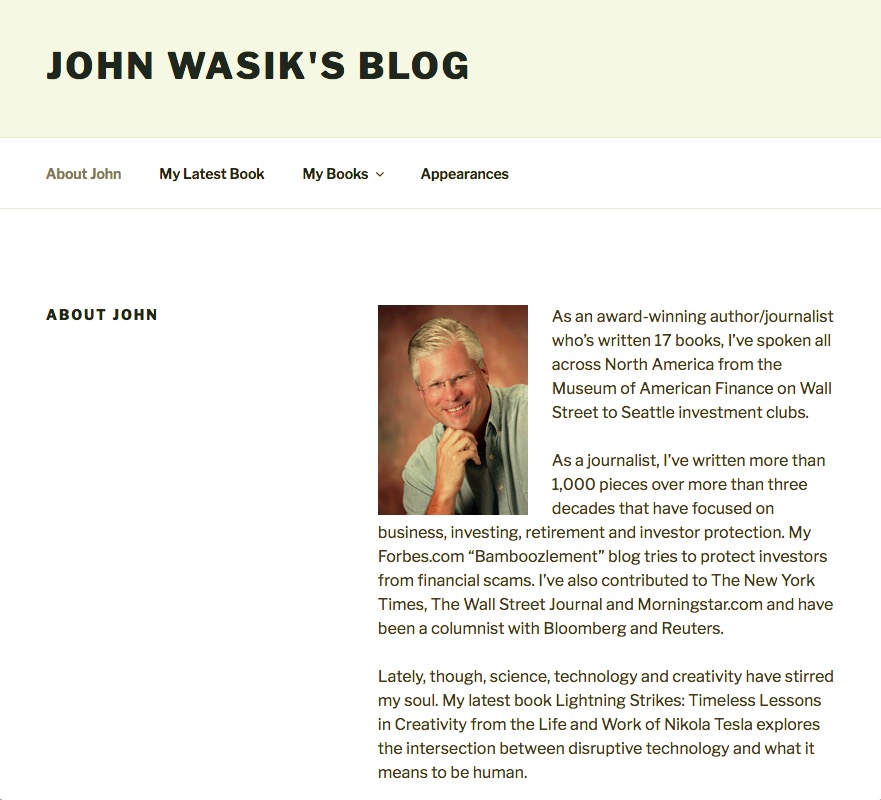 JOHN WASIK'S BLOG
About John
My Latest Book
My Books
Appearances
ABOUT JOHN
As an award-winning author/journalist
who’s written 17 books, I’ve spoken all
across North America from the
Museum of American Finance on Wall
Street to Seattle investment clubs.
As a journalist, I’ve written more than
1,000 pieces over more than three
decades that have focused on
business, investing, retirement and investor protection. My
Forbes.com “Bamboozlement” blog tries to protect investors
from financial scams. I’ve also contributed to The New York
Times, The Wall Street Journal and Morningstar.com and have
been a columnist with Bloomberg and Reuters.
Lately, though, science, technology and creativity have stirred
my soul. My latest book Lightning Strikes: Timeless Lessons
in Creativity from the Life and Work of Nikola Tesla explores
the intersection between disruptive technology and what it
means to be human.